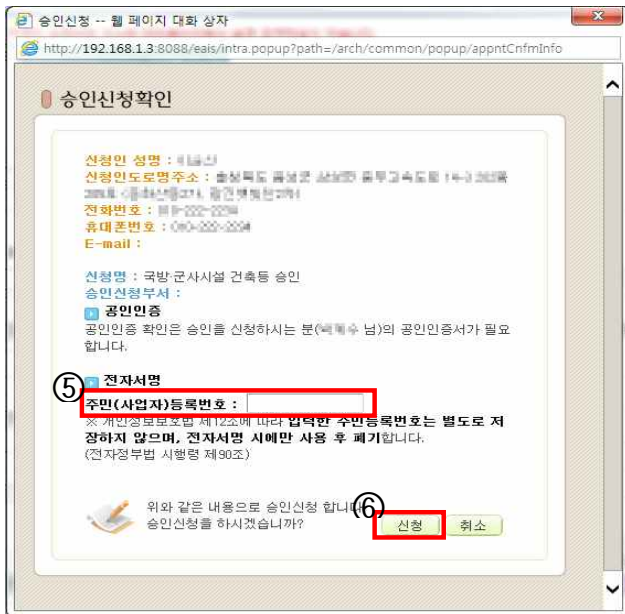 승인신청 -- 웹 페이지 대화 상자
http://192.168.1.3:8088/eais/intra.popup?path=/arch/common/popup/appntCnfmInfo
승인신청확인
신청인 성명 :
신청인도로명주소 :
전화번호 :
휴대폰번호 :
E-mail :
신청명 : 국방·군사시설 건축등 승인
승인신청부서 :
공인인증
공인인증 확인은 승인을 신청하시는 분( 님)의 공인인증서가 필요
합니다.
⑤
전자서명
주민(사업자)등록번호 :
※ 개인정보보호법 제12조에 따라 입력한 주민등록번호는 별도로 저
장하지 않으며, 전자서명 시에만 사용 후 폐기합니다.
(전자정부법 시행령 제90조)
위와 같은 내용으로 승인신청 합니다
⑥
승인신청을 하시겠습니까?
신청 취소